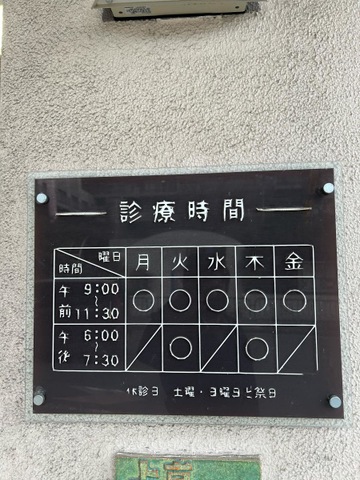 診療時間
曜日 月 火 水 木 金
時間
午前 9:00〜11:30 ○ ○ ○ ○ ○
午後 6:00〜7:30 / ○ / ○ /
休診日 土曜・日曜日と祭日